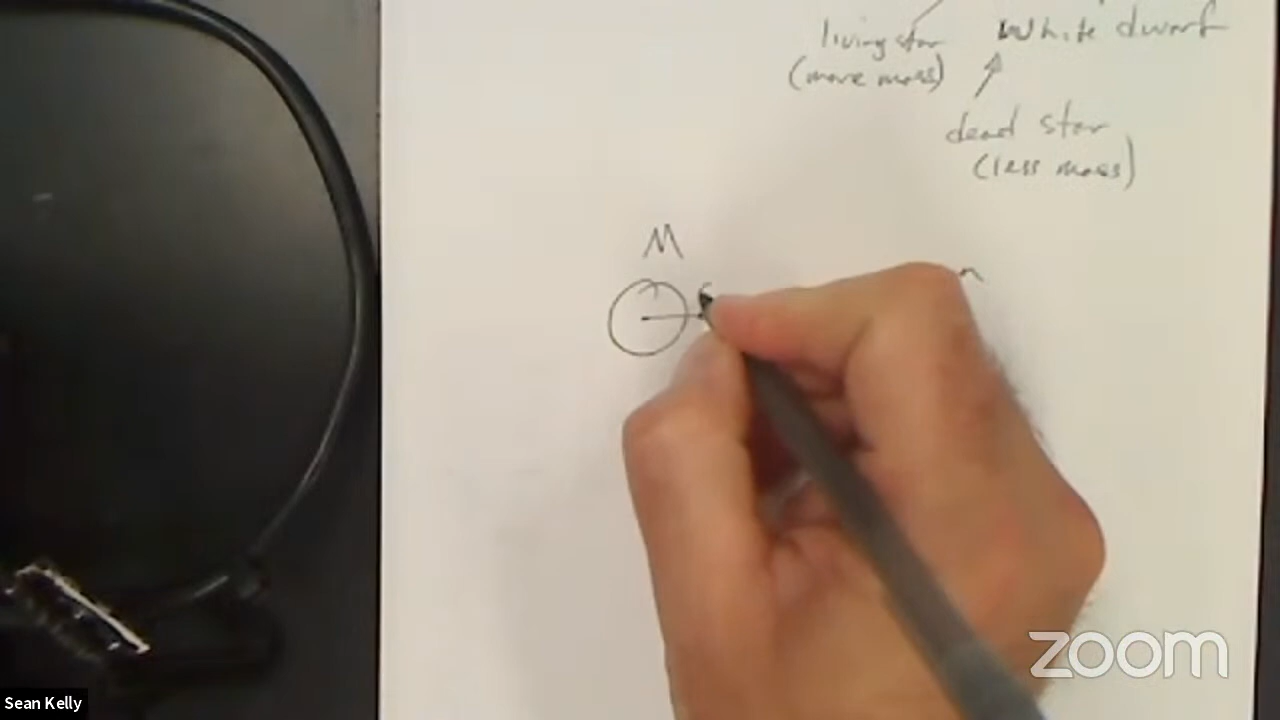 living star
white dwarf
(more mass)
dead star
(less mass)
M
m
Sean Kelly
zoom